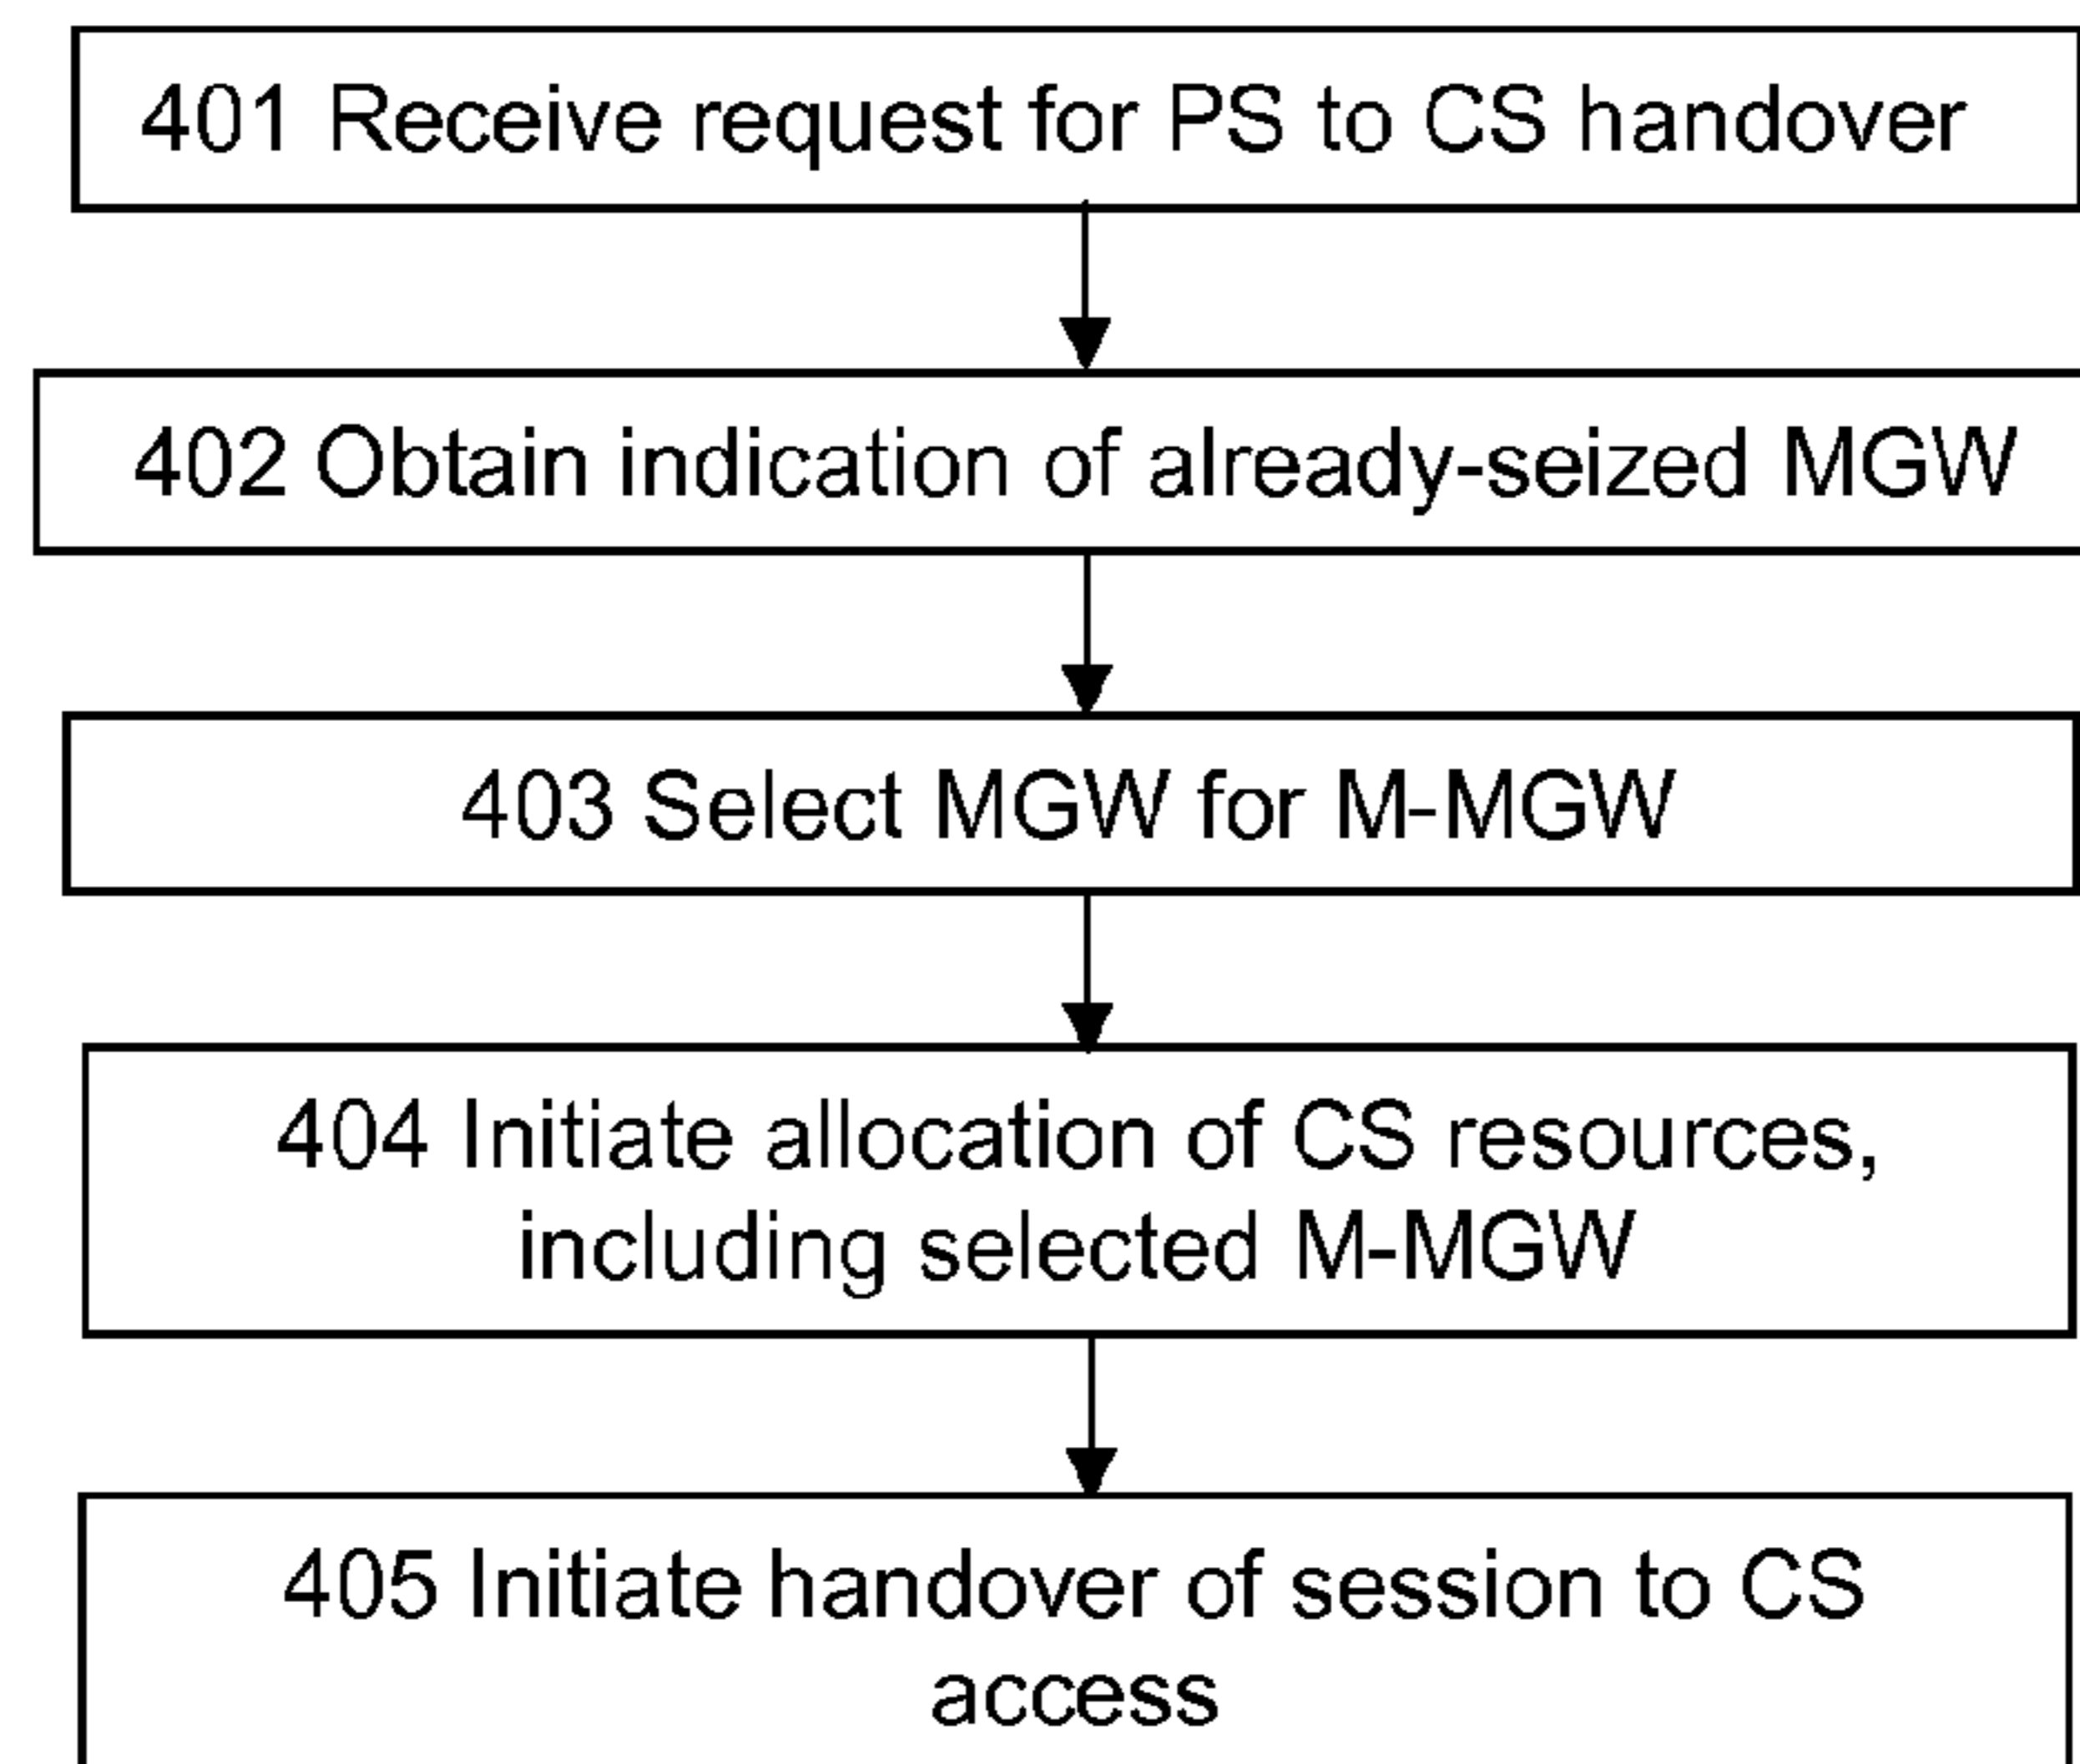 401 Receive request for PS to CS handover
402 Obtain indication of already-seized MGW
403 Select MGW for M-MGW
404 Initiate allocation of CS resources,
including selected M-MGW
405 Initiate handover of session to CS
access